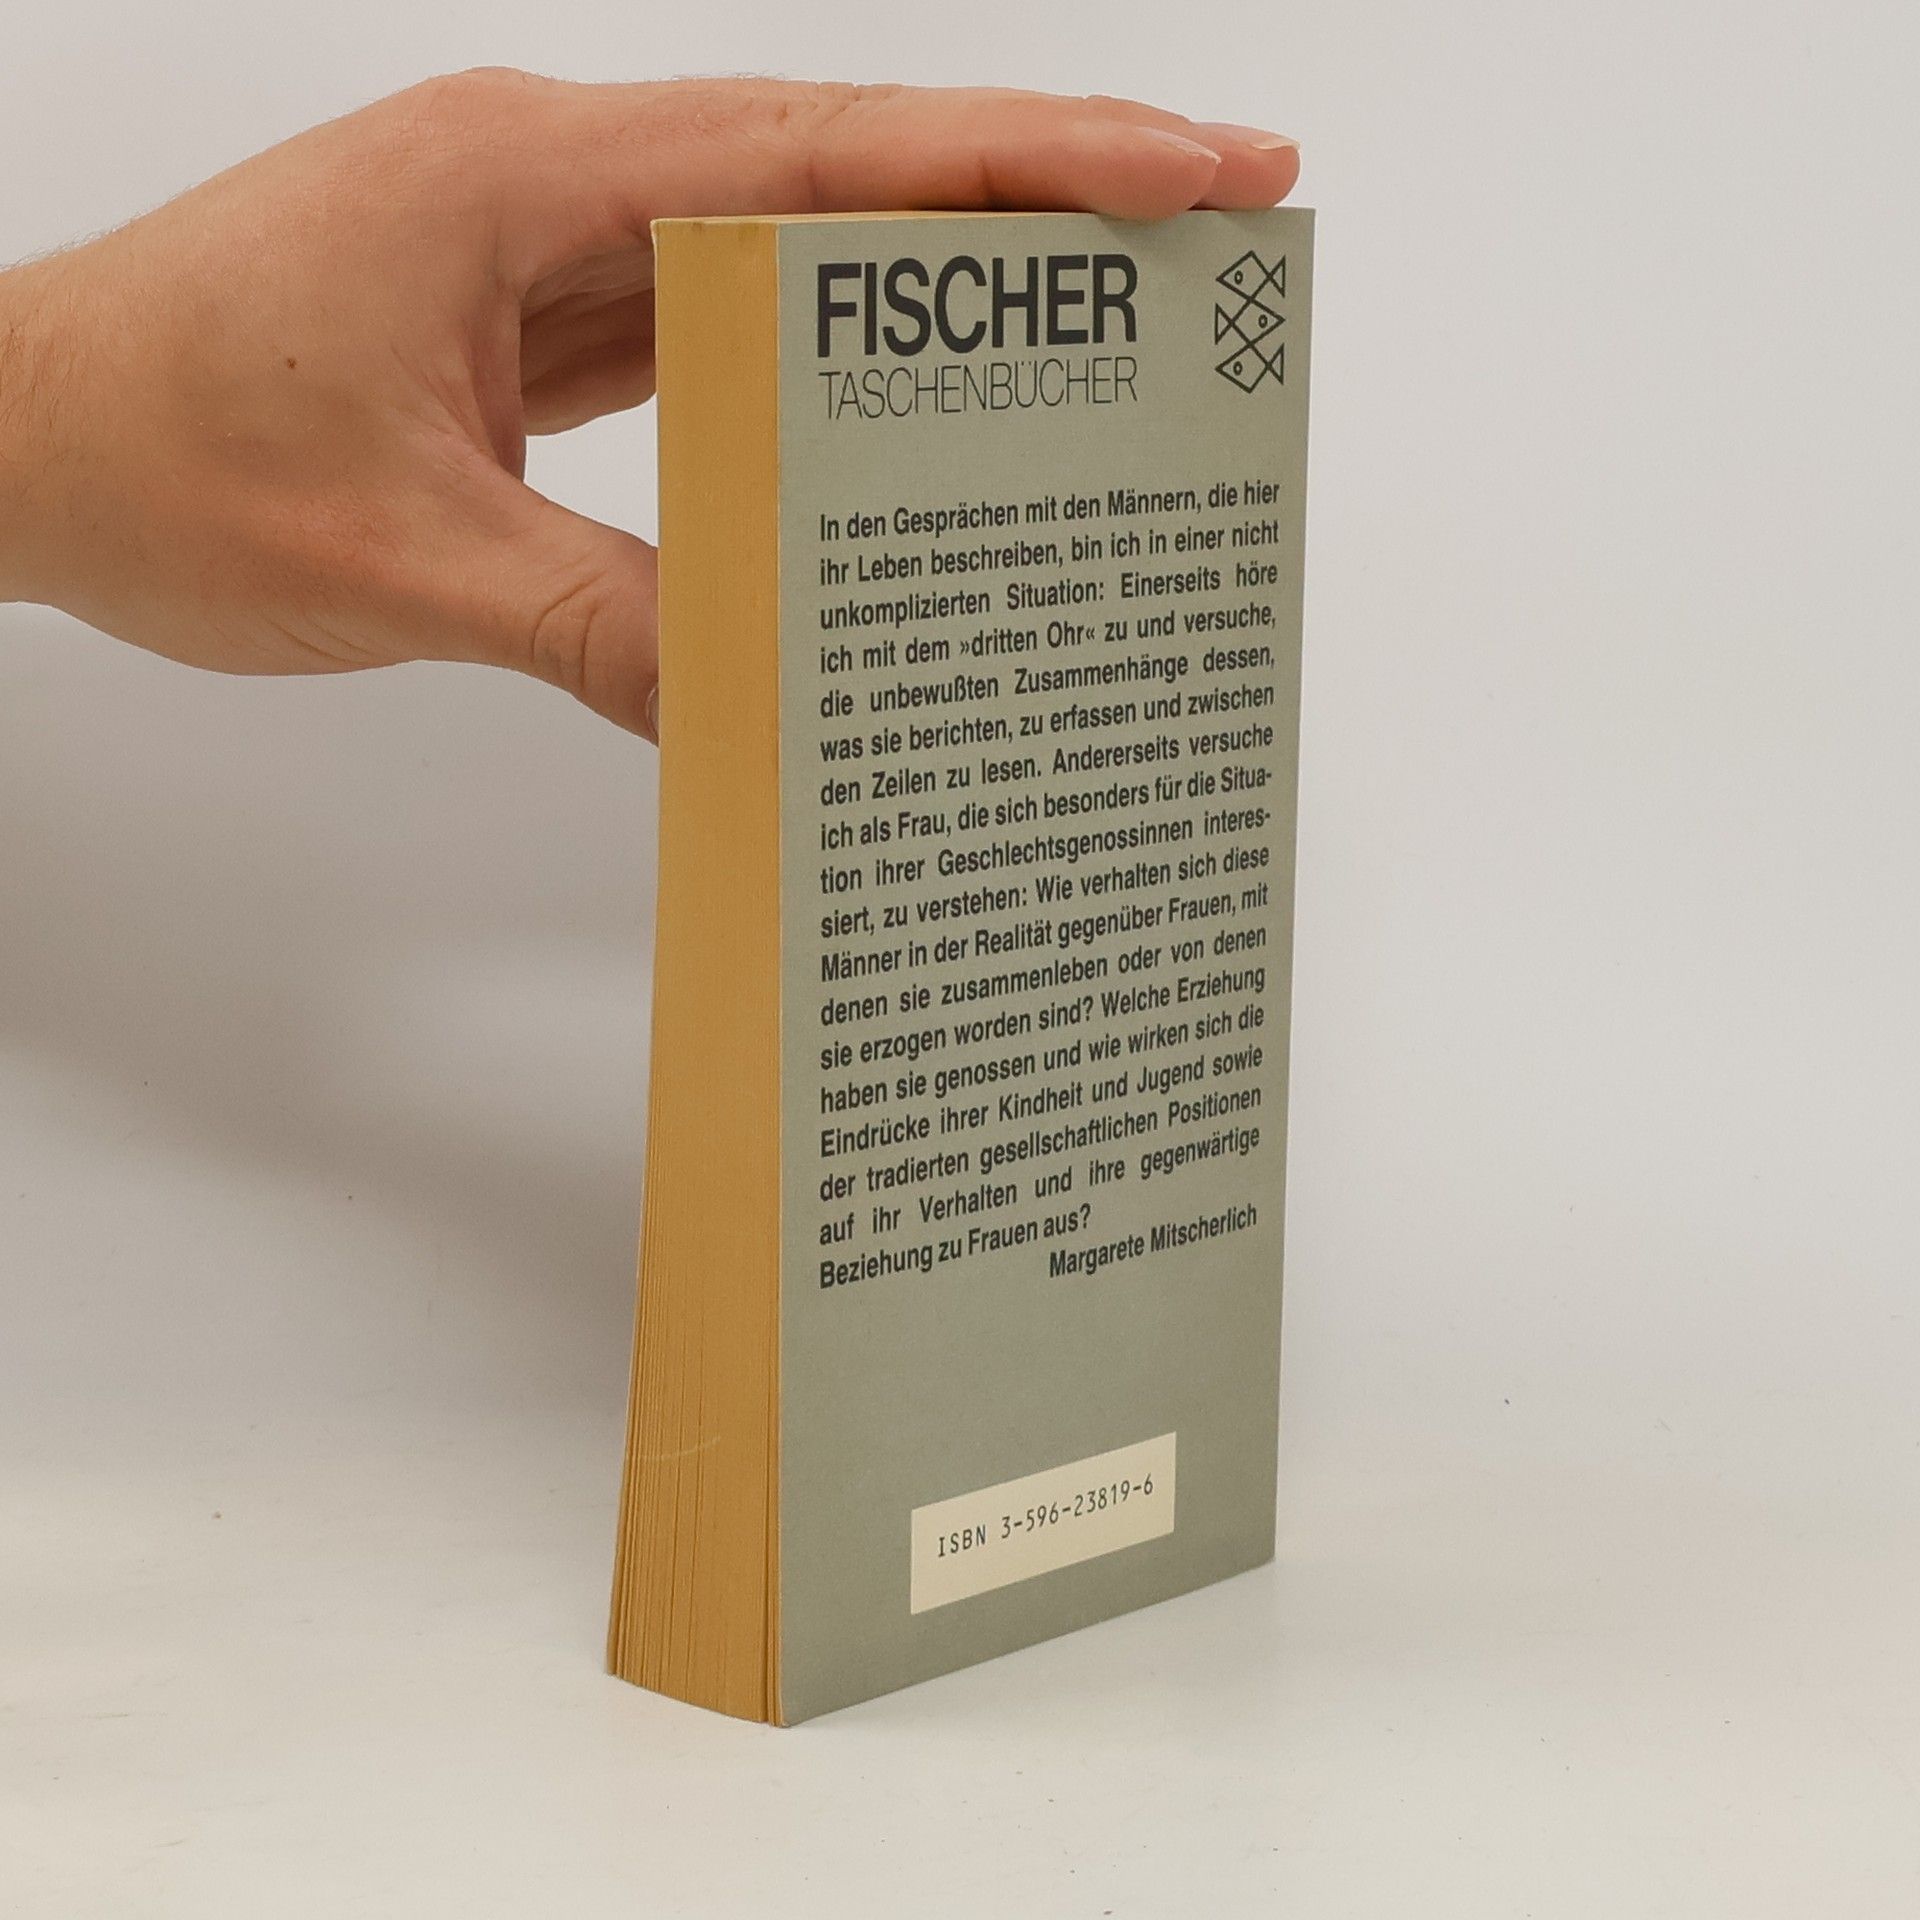 FISCHER
TASCHENBÜCHER
In den Gesprächen mit den Männern, die hier
ihr Leben beschreiben, bin ich in einer nicht
unkomplizierten Situation: Einerseits höre
ich mit dem »dritten Ohr« zu und versuche,
die unbewußten Zusammenhänge dessen,
was sie berichten, zu erfassen und zwischen
den Zeilen zu lesen. Andererseits versuche
ich als Frau, die sich besonders für die Situa-
tion ihrer Geschlechtsgenossinnen interes-
siert, zu verstehen: Wie verhalten sich diese
Männer in der Realität gegenüber Frauen, mit
denen sie zusammenleben oder von denen
sie erzogen worden sind? Welche Erziehung
haben sie genossen und wie wirken sich die
Eindrücke ihrer Kindheit und Jugend sowie
der tradierten gesellschaftlichen Positionen
auf ihr Verhalten und ihre gegenwärtige
Beziehung zu Frauen aus?
Margarete Mitscherlich
ISBN 3-596-23819-6